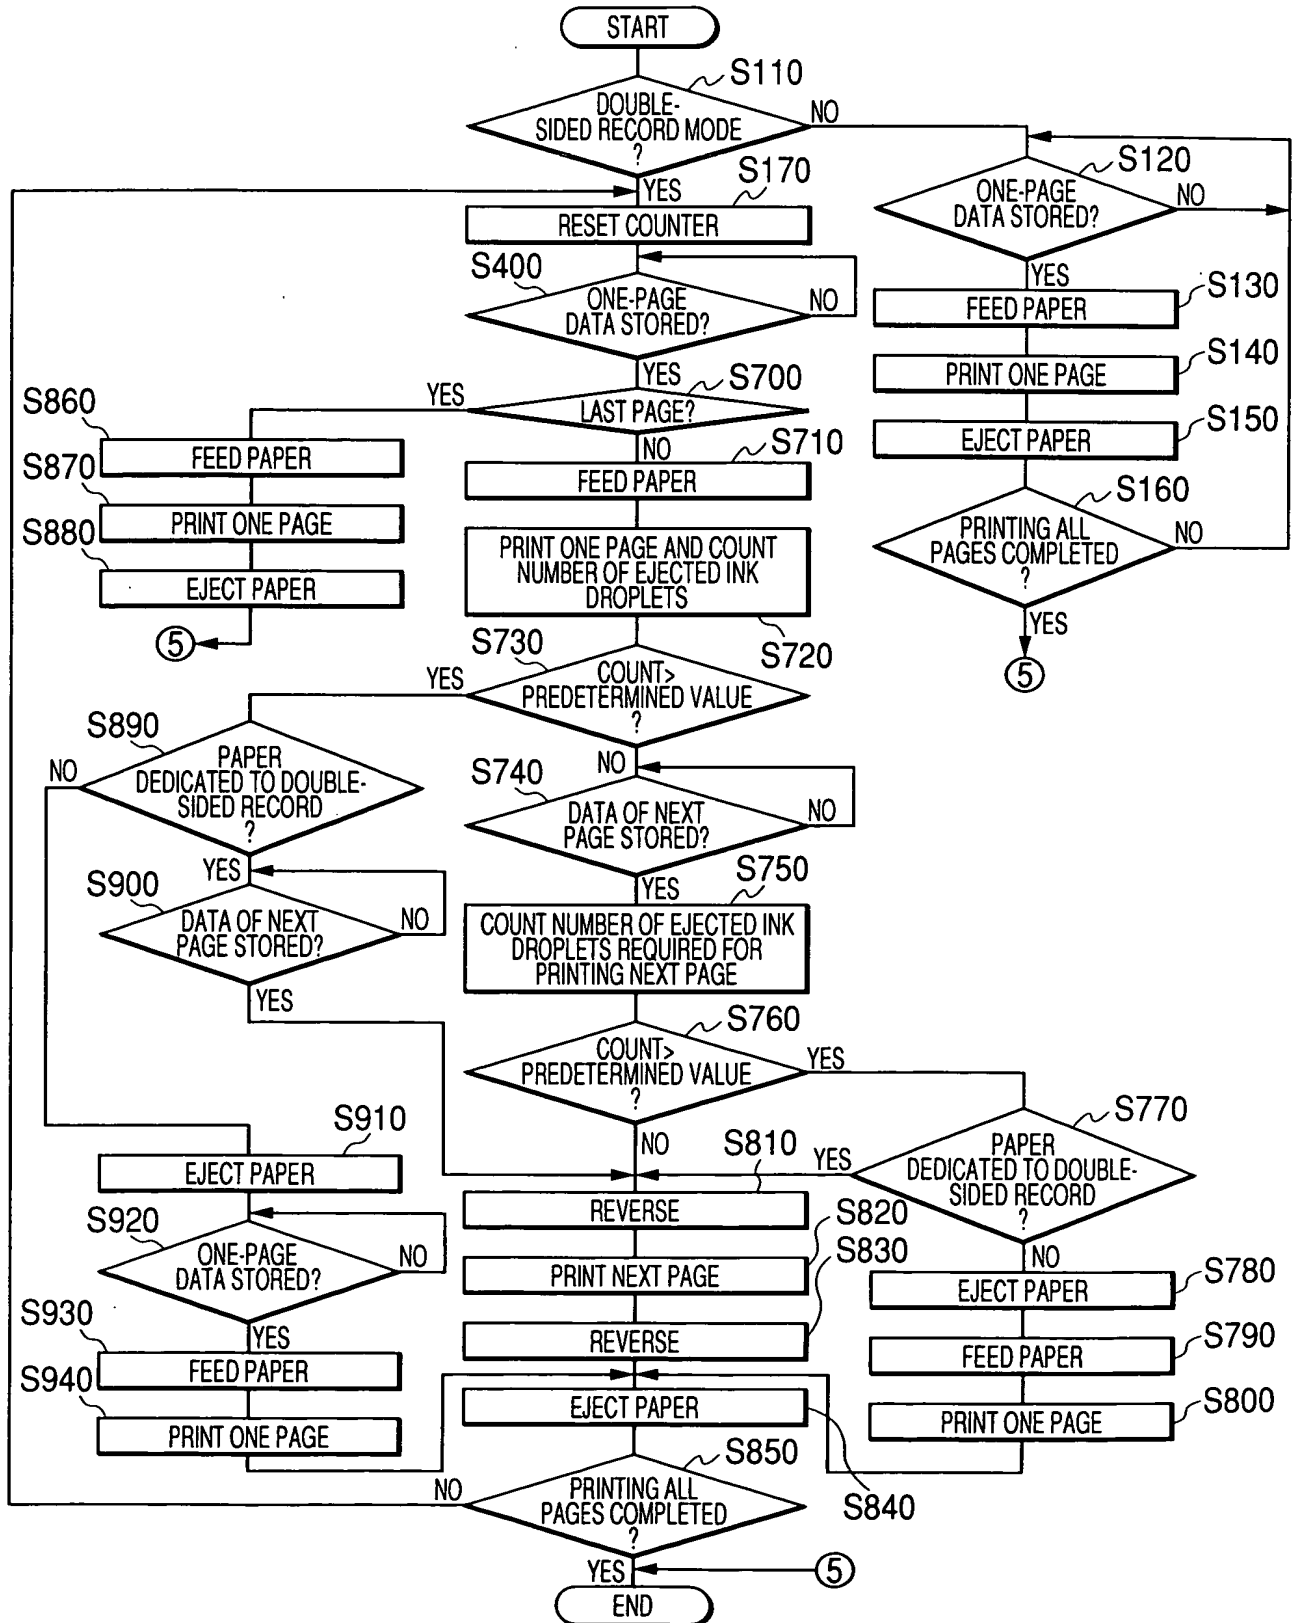 START
S110
DOUBLE-
SIDED RECORD MODE
?
NO
YES
S170
RESET COUNTER
S120
ONE-PAGE
DATA STORED?
NO
YES
S400
ONE-PAGE
DATA STORED?
NO
YES
S130
FEED PAPER
S140
PRINT ONE PAGE
S150
EJECT PAPER
S160
PRINTING ALL
PAGES COMPLETED
?
NO
YES
5
S700
LAST PAGE?
YES
NO
S860
FEED PAPER
S870
PRINT ONE PAGE
S880
EJECT PAPER
5
S710
FEED PAPER
PRINT ONE PAGE AND COUNT
NUMBER OF EJECTED INK
DROPLETS
S720
S730
COUNT>
PREDETERMINED VALUE
?
YES
NO
S890
PAPER
DEDICATED TO DOUBLE-
SIDED RECORD
?
NO
YES
S740
DATA OF NEXT
PAGE STORED?
NO
YES
S900
DATA OF NEXT
PAGE STORED?
NO
YES
S750
COUNT NUMBER OF EJECTED INK
DROPLETS REQUIRED FOR
PRINTING NEXT PAGE
S760
COUNT>
PREDETERMINED VALUE
?
YES
NO
S770
PAPER
DEDICATED TO DOUBLE-
SIDED RECORD
?
YES
NO
S910
EJECT PAPER
S920
ONE-PAGE
DATA STORED?
NO
YES
S930
FEED PAPER
S940
PRINT ONE PAGE
S810
REVERSE
S820
PRINT NEXT PAGE
S830
REVERSE
S780
EJECT PAPER
S790
FEED PAPER
S800
PRINT ONE PAGE
EJECT PAPER
S840
S850
PRINTING ALL
PAGES COMPLETED
?
NO
YES
5
END